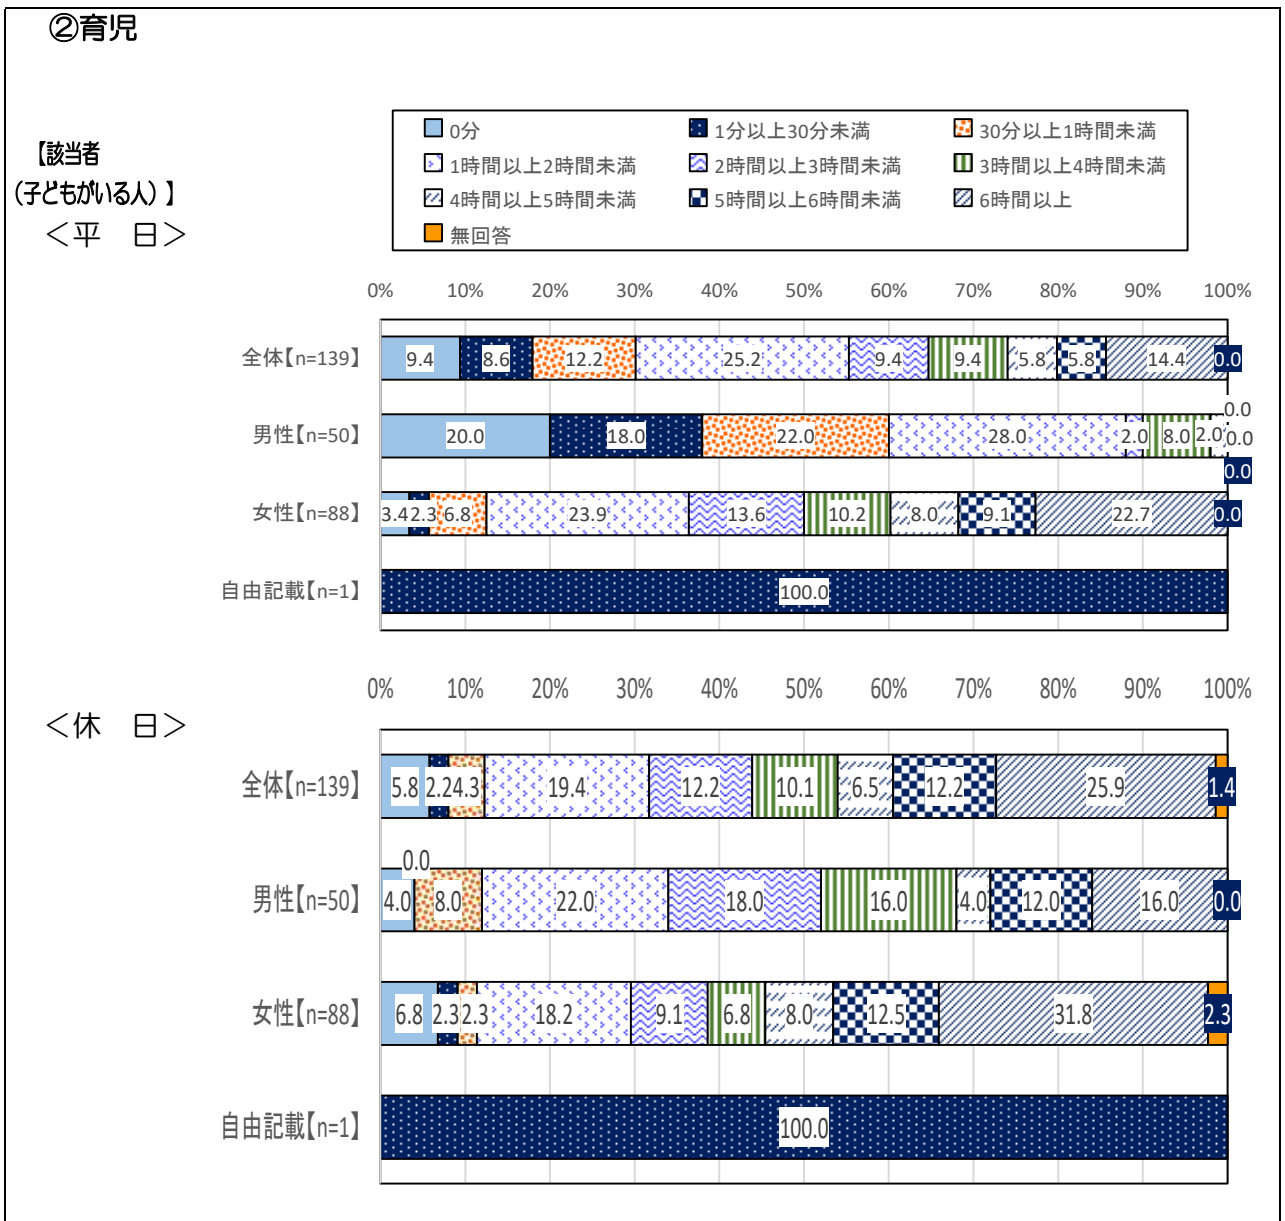 ②育児
0分 1分以上30分未満 30分以上1時間未満
【該当者
1時間以上2時間未満 2時間以上3時間未満 3時間以上4時間未満
(子どもがいる人)】
4時間以上5時間未満 5時間以上6時間未満 6時間以上
<平 日>
無回答
0% 10% 20% 30% 40% 50% 60% 70% 80% 90% 100%
全体【n=139】 9.4 8.6 12.2 25.2 9.4 9.4 5.8 5.8 14.4 0.0
男性【n=50】 20.0 18.0 22.0 28.0 2.0 8.0 2.0 0.0 0.0 0.0
女性【n=88】 3.4 2.3 6.8 23.9 13.6 10.2 8.0 9.1 22.7 0.0
自由記載【n=1】 100.0
0% 10% 20% 30% 40% 50% 60% 70% 80% 90% 100%
<休 日>
全体【n=139】 5.8 2.2 4.3 19.4 12.2 10.1 6.5 12.2 25.9 1.4
男性【n=50】 4.0 0.0 8.0 22.0 18.0 16.0 4.0 12.0 16.0 0.0
女性【n=88】 6.8 2.3 2.3 18.2 9.1 6.8 8.0 12.5 31.8 2.3
自由記載【n=1】 100.0